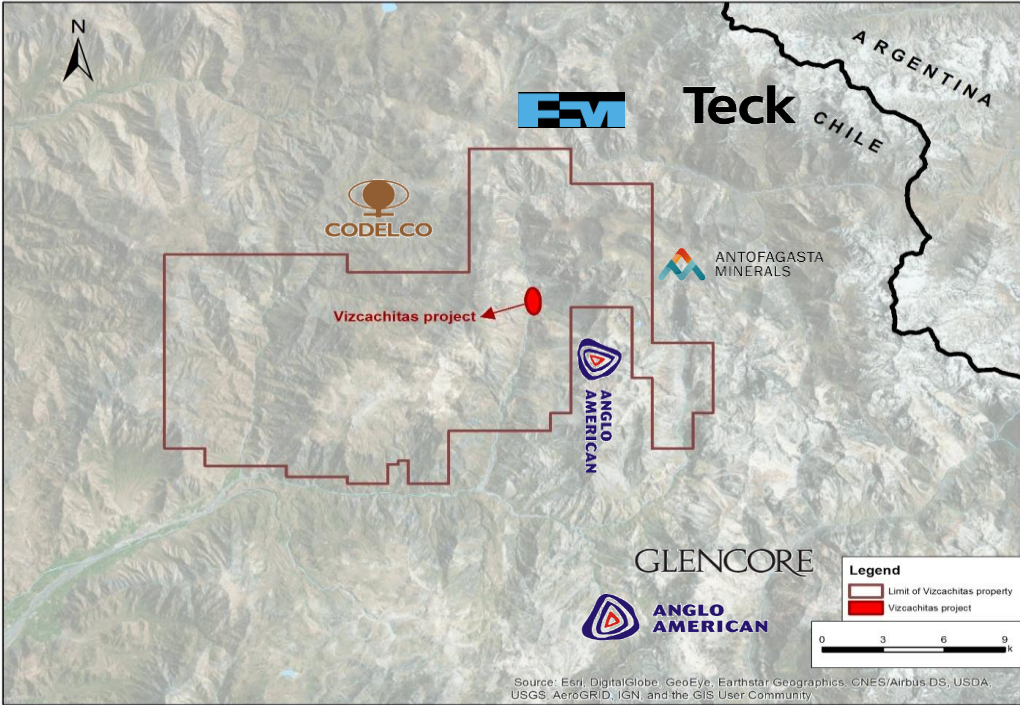 N
ARGENTINA
CHILE
Teck
CODELCO
ANTOFAGASTA
MINERALS
Vizcachitas project
ANGLO
AMERICAN
GLENCORE
ANGLO
AMERICAN
Legend
Limit of Vizcachitas property
Vizcachitas project
0 3 6 9
k
Source: Esri, DigitalGlobe, GeoEye, Earthstar Geographics, CNES/Airbus DS, USDA,
USGS, AeroGRID, IGN, and the GIS User Community